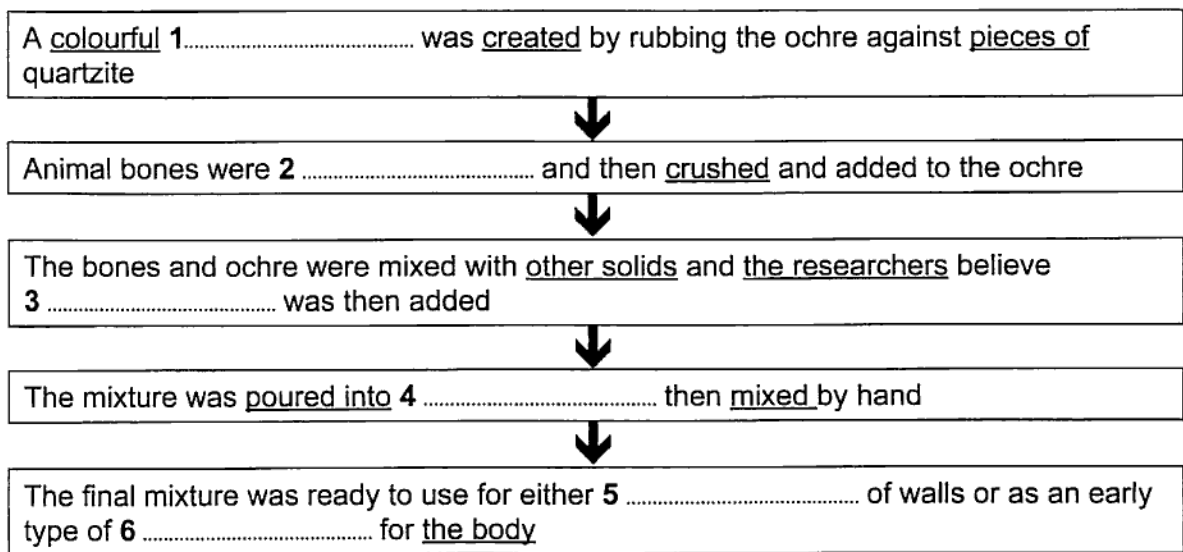 A colourful 1........................................ was created by rubbing the ochre against pieces of
quartzite
Animal bones were 2 ........................................ and then crushed and added to the ochre
The bones and ochre were mixed with other solids and the researchers believe
3 ........................................ was then added
The mixture was poured into 4 ........................................ then mixed by hand
The final mixture was ready to use for either 5 ........................................ of walls or as an early
type of 6 ........................................ for the body